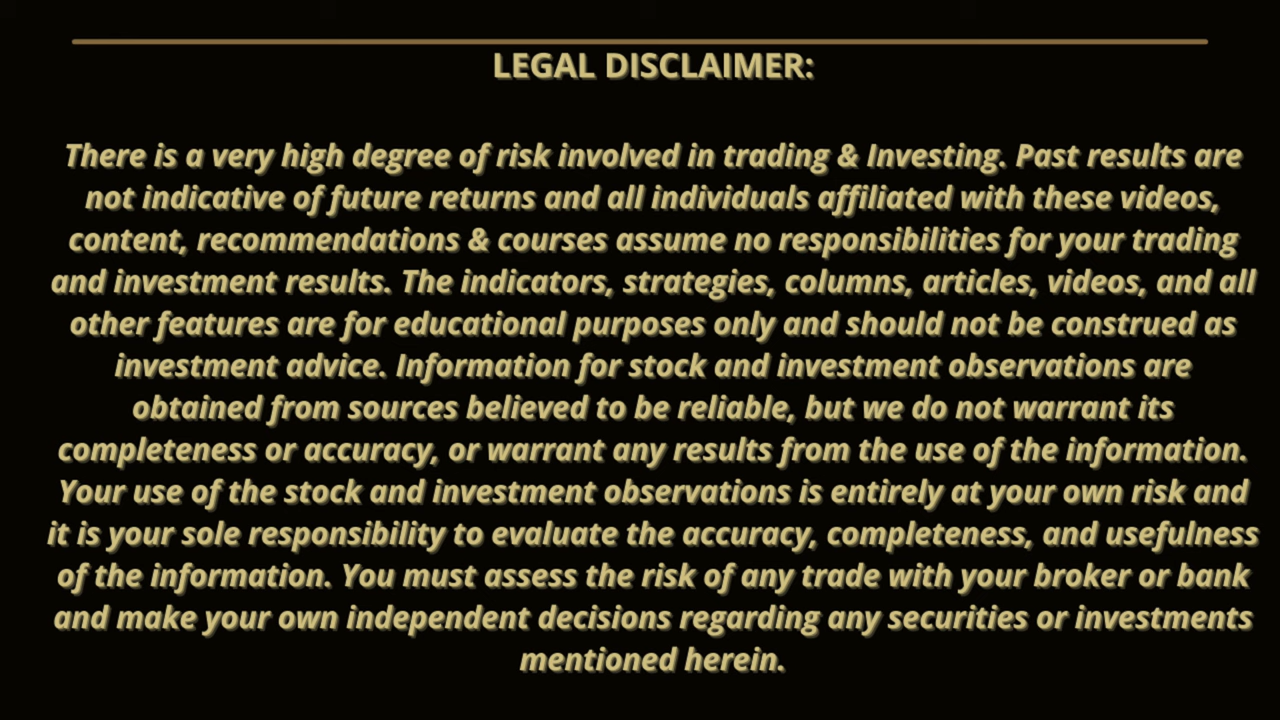 LEGAL DISCLAIMER:
There is a very high degree of risk involved in trading & Investing. Past results are
not indicative of future returns and all individuals affiliated with these videos,
content, recommendations & courses assume no responsibilities for your trading
and investment results. The indicators, strategies, columns, articles, videos, and all
other features are for educational purposes only and should not be construed as
investment advice. Information for stock and investment observations are
obtained from sources believed to be reliable, but we do not warrant its
completeness or accuracy, or warrant any results from the use of the information.
Your use of the stock and investment observations is entirely at your own risk and
it is your sole responsibility to evaluate the accuracy, completeness, and usefulness
of the information. You must assess the risk of any trade with your broker or bank
and make your own independent decisions regarding any securities or investments
mentioned herein.